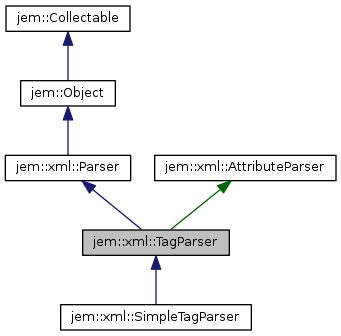 jem::Collectable
jem::Object
jem::xml::Parser
jem::xml::AttributeParser
jem::xml::TagParser
jem::xml::SimpleTagParser